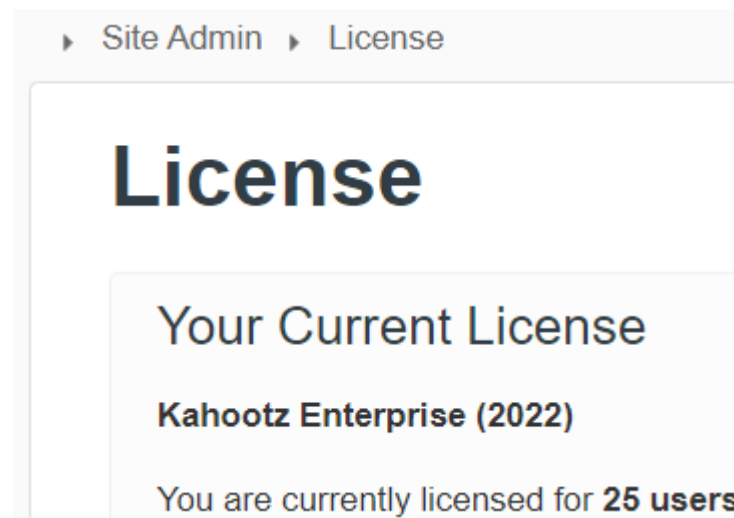 Site Admin License
License
Your Current License
Kahootz Enterprise (2022)
You are currently licensed for 25 users